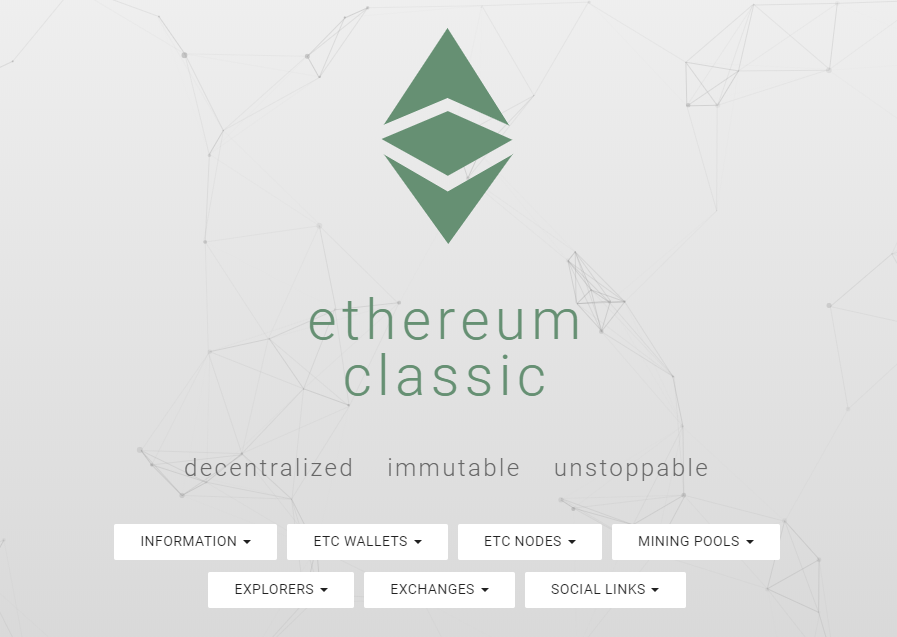 ethereum
classic
decentralized immutable unstoppable
INFORMATION ETC WALLETS ETC NODES MINING POOLS
EXPLORERS EXCHANGES SOCIAL LINKS